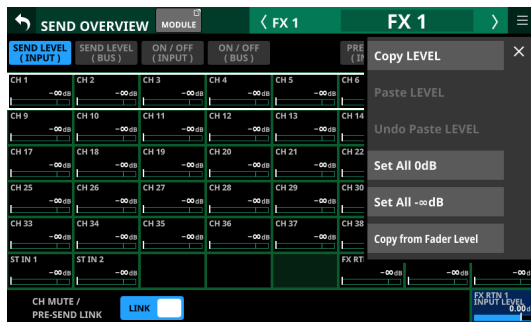 SEND OVERVIEW MODULE FX 1 FX 1
SEND LEVEL (INPUT) SEND LEVEL (BUS) ON / OFF (INPUT) ON / OFF (BUS) PRE
Copy LEVEL
CH 1 CH 2 CH 3 CH 4 CH 5 CH 6
-∞dB -∞dB -∞dB -∞dB -∞dB
Paste LEVEL
CH 9 CH 10 CH 11 CH 12 CH 13 CH 14
-∞dB -∞dB -∞dB -∞dB -∞dB
Undo Paste LEVEL
CH 17 CH 18 CH 19 CH 20 CH 21 CH 22
-∞dB -∞dB -∞dB -∞dB -∞dB
Set All 0dB
CH 25 CH 26 CH 27 CH 28 CH 29 CH 30
-∞dB -∞dB -∞dB -∞dB -∞dB
Set All -∞dB
CH 33 CH 34 CH 35 CH 36 CH 37 CH 38
-∞dB -∞dB -∞dB -∞dB -∞dB
Copy from Fader Level
ST IN 1 ST IN 2 FX RT
-∞dB -∞dB -∞dB -∞dB -∞d
CH MUTE /
PRE-SEND LINK
LINK
FX RTN 1
INPUT LEVEL
0.00d